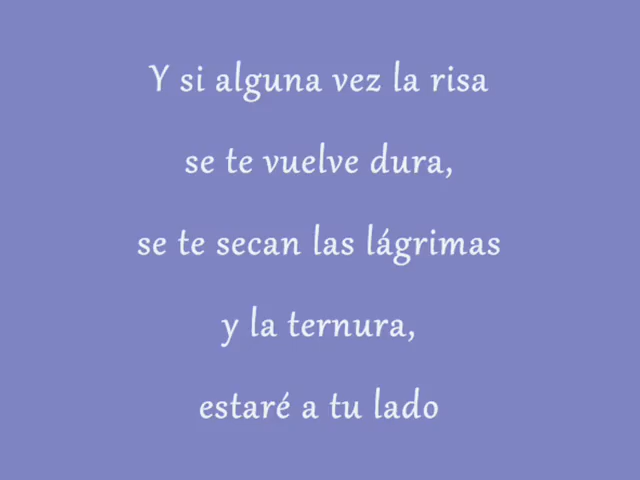 Y si alguna vez la risa
se te vuelve dura,
se te secan las lágrimas
y la ternura,
estaré a tu lado